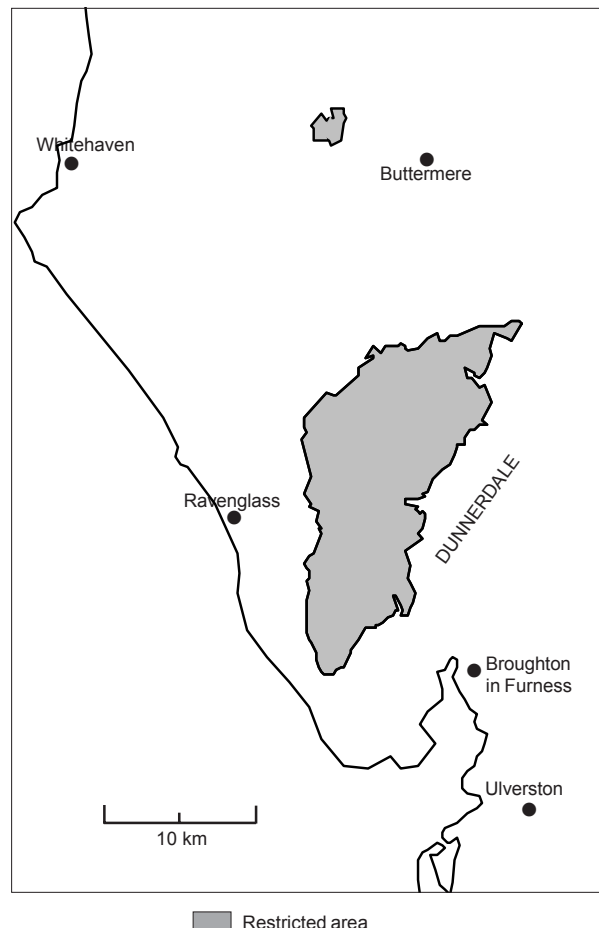 Whitehaven
Buttermere
Ravenglass
DUNNERDALE
Broughton
in Furness
Ulverston
10 km
Restricted area